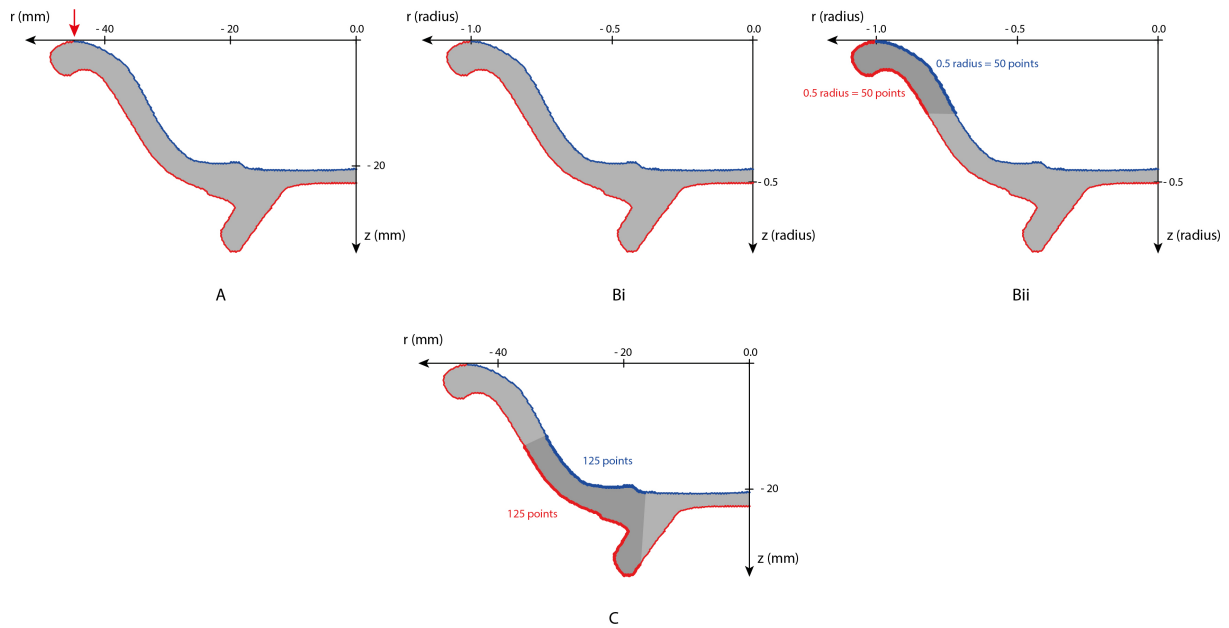 r (mm)
- 40
- 20
0.0
- 20
z (mm)
A
r (radius)
- 1.0
- 0.5
0.0
- 0.5
z (radius)
Bi
r (radius)
- 1.0
- 0.5
0.0
0.5 radius = 50 points
0.5 radius = 50 points
- 0.5
z (radius)
Bii
r (mm)
- 40
- 20
0.0
125 points
- 20
125 points
z (mm)
C